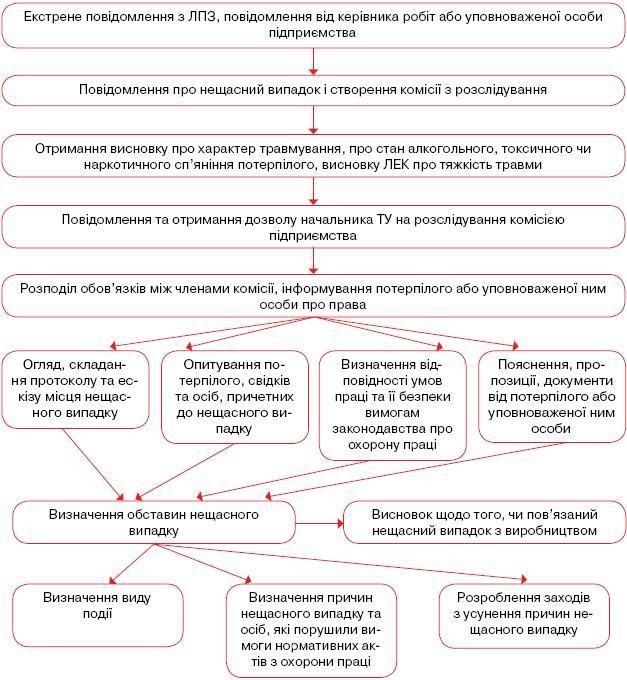 Екстрене повідомлення з ЛПЗ, повідомлення від керівника робіт або уповноваженої особи
підприємства
Повідомлення про нещасний випадок і створення комісії з розслідування
Отримання висновку про характер травмування, про стан алкогольного, токсичного чи
наркотичного сп’яніння потерпілого, висновку ЛЕК про тяжкість травми
Повідомлення та отримання дозволу начальника ТУ на розслідування комісією
підприємства
Розподіл обов’язків між членами комісії, інформування потерпілого або уповноваженої ним
особи про права
Огляд, складан-
ня протоколу та ес-
кізу місця нещас-
ного випадку
Опитування по-
терпілого, свідків
та осіб, причетних
до нещасного ви-
падку
Визначення від-
повідності умов
праці та її безпеки
вимогам
законодавства про
охорону праці
Пояснення, про-
позиції, документи
від потерпілого або
уповноваженої ним
особи
Визначення обставин нещасного
випадку
Висновок щодо того, чи пов’язаний
нещасний випадок з виробництвом
Визначення виду
події
Визначення причин
нещасного випадку та
осіб, які порушили ви-
моги нормативних ак-
тів з охорони праці
Розроблення заходів
з усунення причин не-
щасного випадку